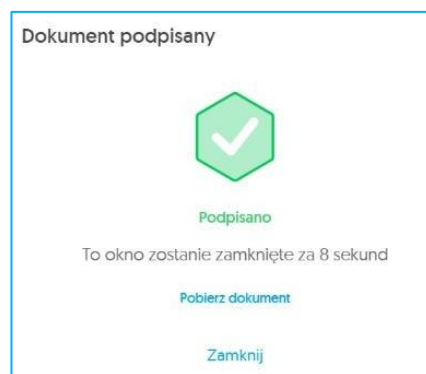 Dokument podpisany
Podpisano
To okno zostanie zamknięte za 8 sekund
Pobierz dokument
Zamknij